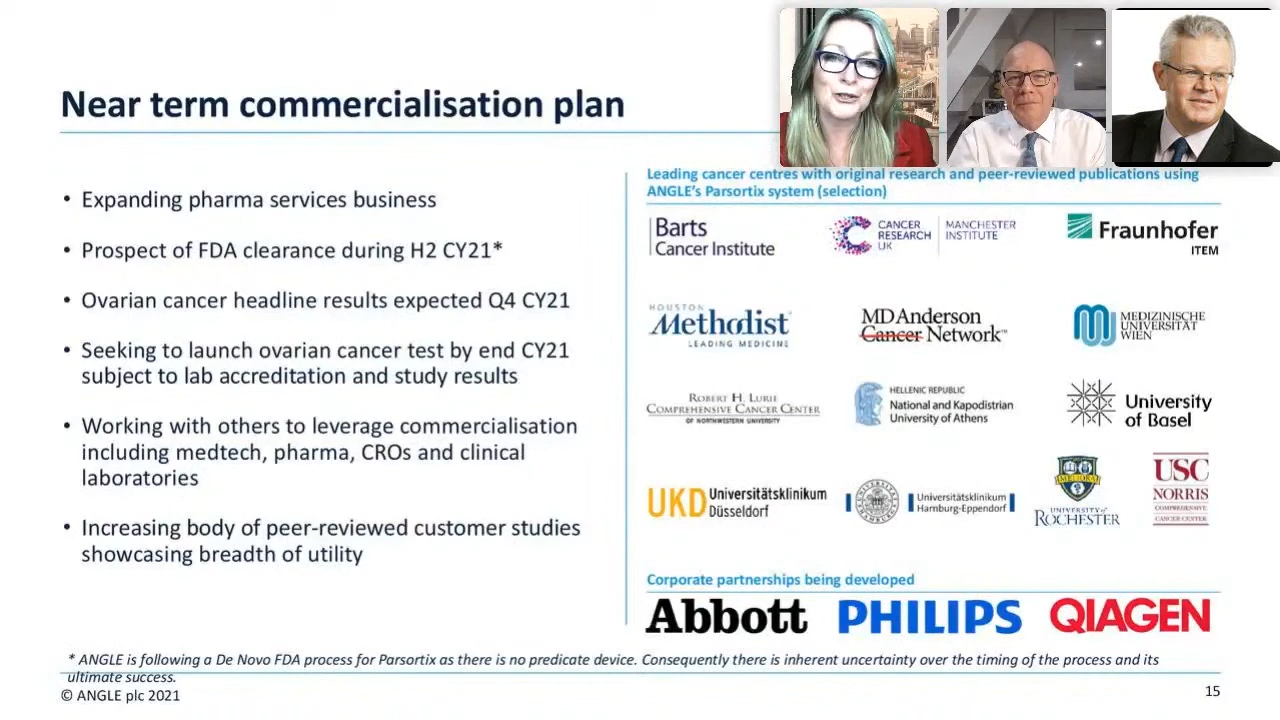 Near term commercialisation plan
• Expanding pharma services business
• Prospect of FDA clearance during H2 CY21*
• Ovarian cancer headline results expected Q4 CY21
• Seeking to launch ovarian cancer test by end CY21
subject to lab accreditation and study results
• Working with others to leverage commercialisation
including medtech, pharma, CROs and clinical
laboratories
• Increasing body of peer-reviewed customer studies
showcasing breadth of utility
Leading cancer centres with original research and peer-reviewed publications using
ANGLE's Parsortix system (selection)
Barts
Cancer Institute
CANCER
RESEARCH
UK
MANCHESTER
INSTITUTE
Fraunhofer
ITEM
HOUSTON
Methodist
LEADING MEDICINE
MD Anderson
Cancer Network™
MEDIZINISCHE
UNIVERSITÄT
WIEN
ROBERT H. LURIE
COMPREHENSIVE CANCER CENTER
OF NORTHWESTERN UNIVERSITY
HELLENIC REPUBLIC
National and Kapodistrian
University of Athens
University
of Basel
UKD Universitätsklinikum
Düsseldorf
Universitätsklinikum
Hamburg-Eppendorf
MELIORA
UNIVERSITY of
ROCHESTER
USC
NORRIS
COMPREHENSIVE
CANCER CENTER
Corporate partnerships being developed
Abbott
PHILIPS
QIAGEN
* ANGLE is following a De Novo FDA process for Parsortix as there is no predicate device. Consequently there is inherent uncertainty over the timing of the process and its
ultimate success.
© ANGLE plc 2021
15